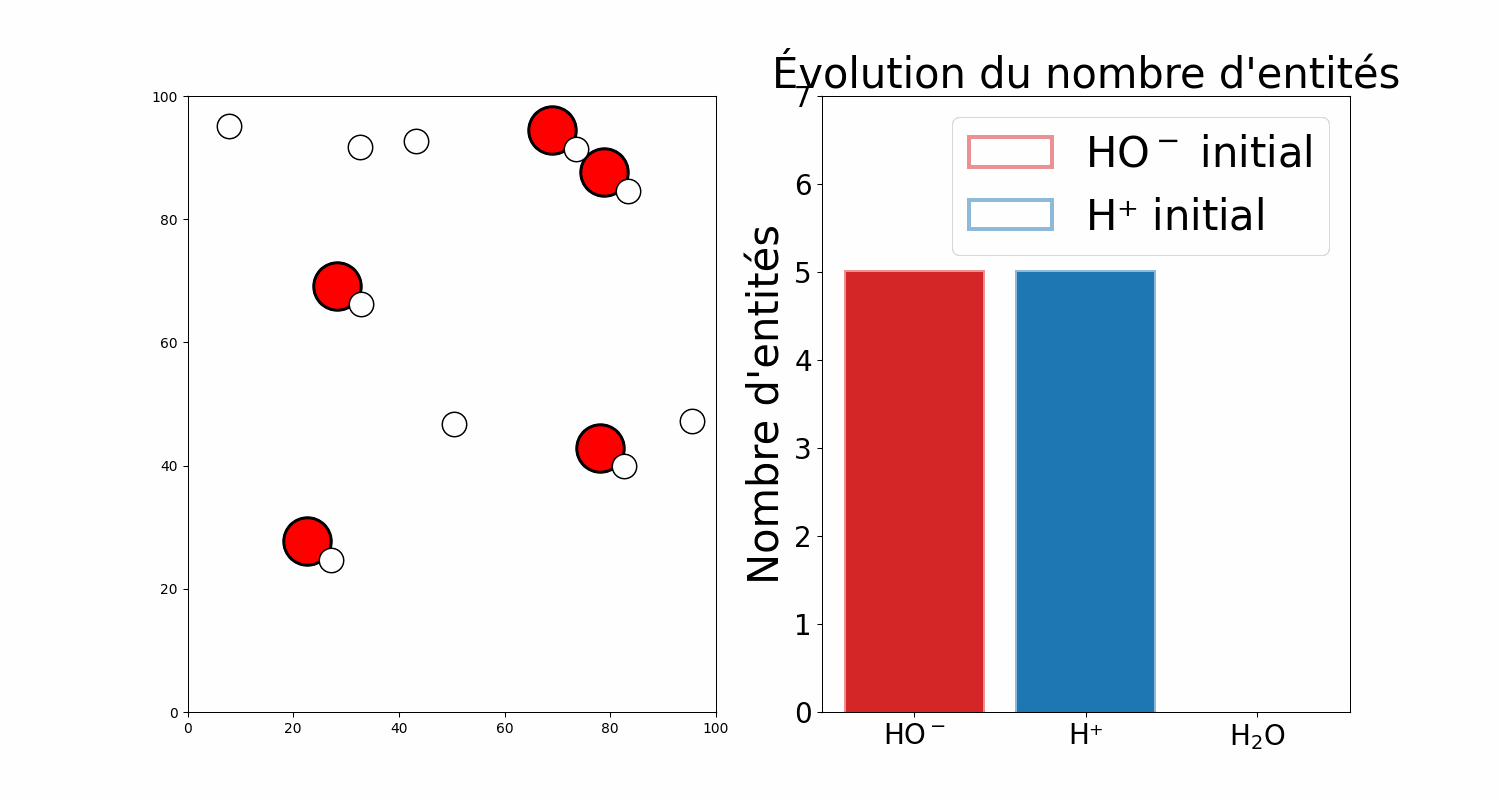 Évolution du nombre d'entités
100
80
60
40
20
0
0 20 40 60 80 100
Nombre d'entités
7
6
5
4
3
2
1
0
HO⁻ initial
H⁺ initial
HO⁻ H⁺ H₂O